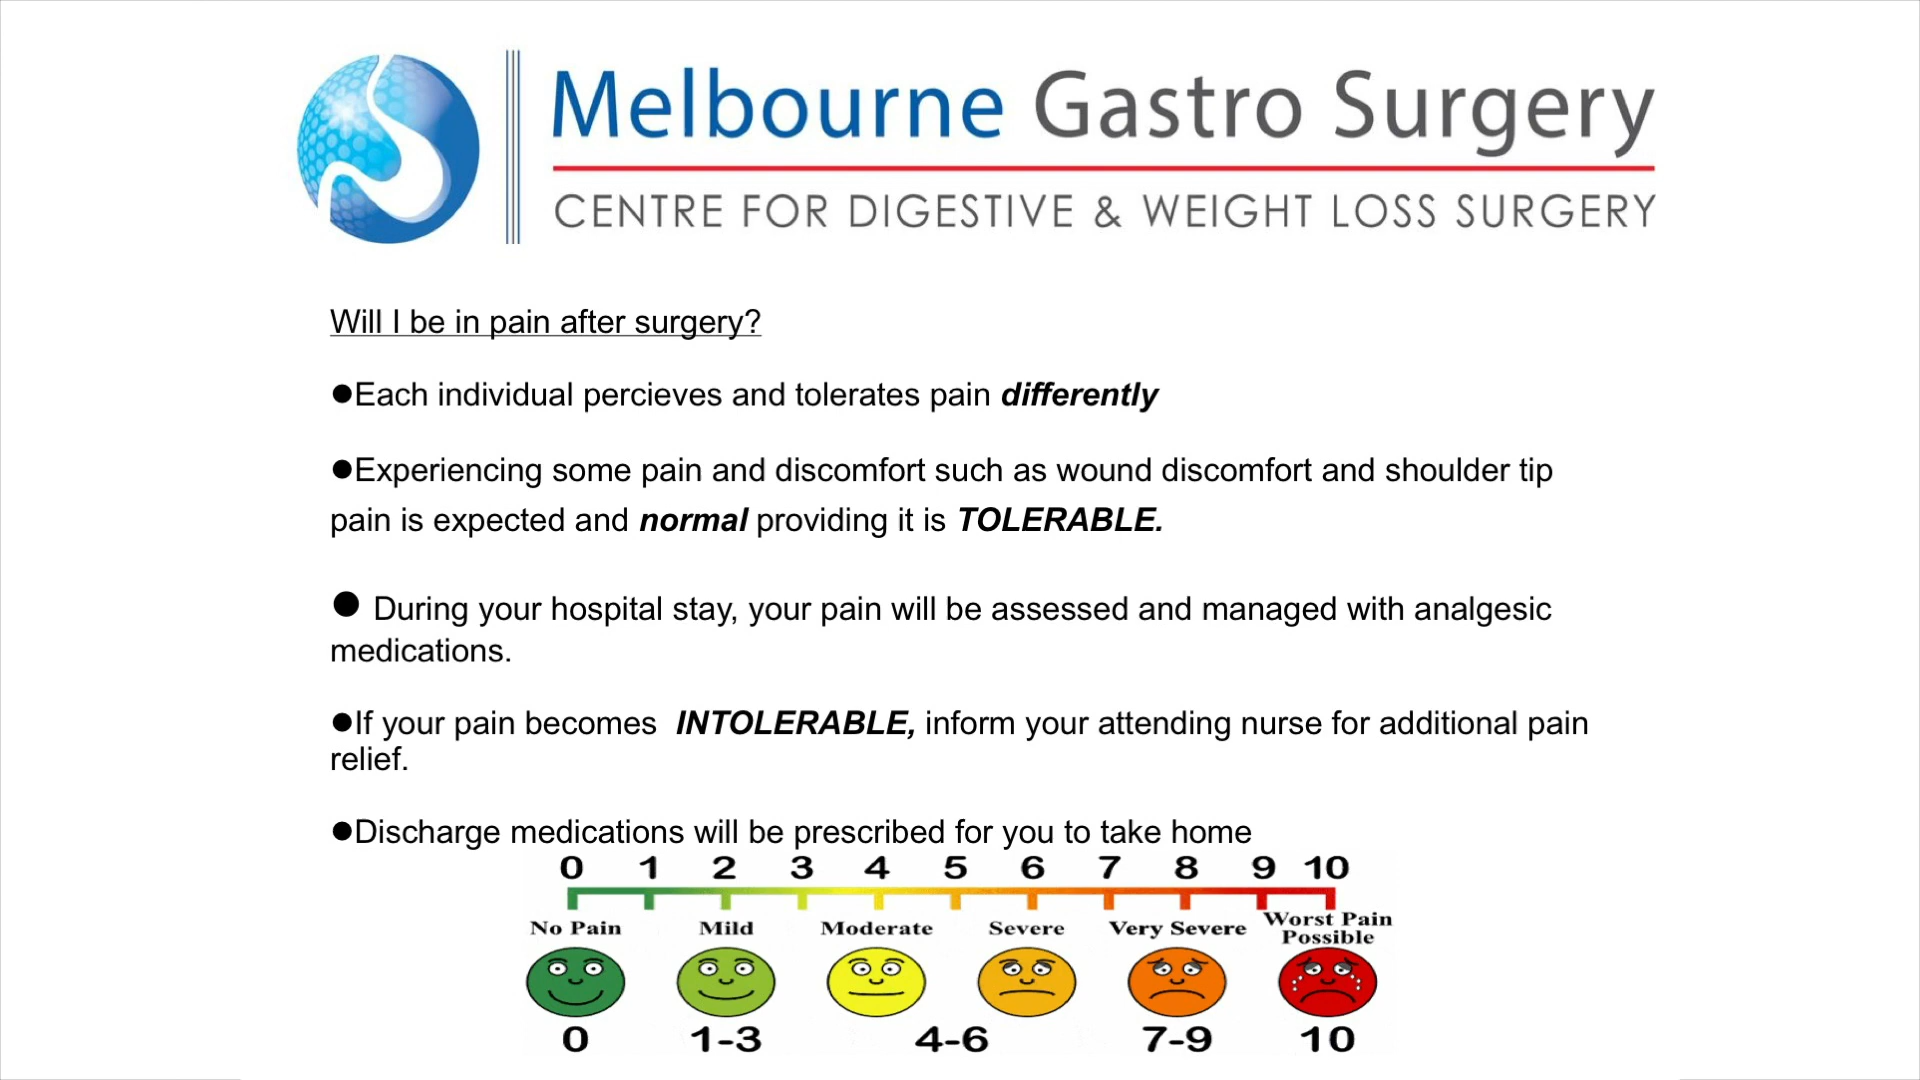 Melbourne Gastro Surgery
CENTRE FOR DIGESTIVE & WEIGHT LOSS SURGERY
Will I be in pain after surgery?
●Each individual percieves and tolerates pain differently
●Experiencing some pain and discomfort such as wound discomfort and shoulder tip
pain is expected and normal providing it is TOLERABLE.
● During your hospital stay, your pain will be assessed and managed with analgesic
medications.
●If your pain becomes  INTOLERABLE, inform your attending nurse for additional pain
relief.
●Discharge medications will be prescribed for you to take home
0 1 2 3 4 5 6 7 8 9 10
No Pain Mild Moderate Severe Very Severe Worst Pain
Possible
0 1-3 4-6 7-9 10